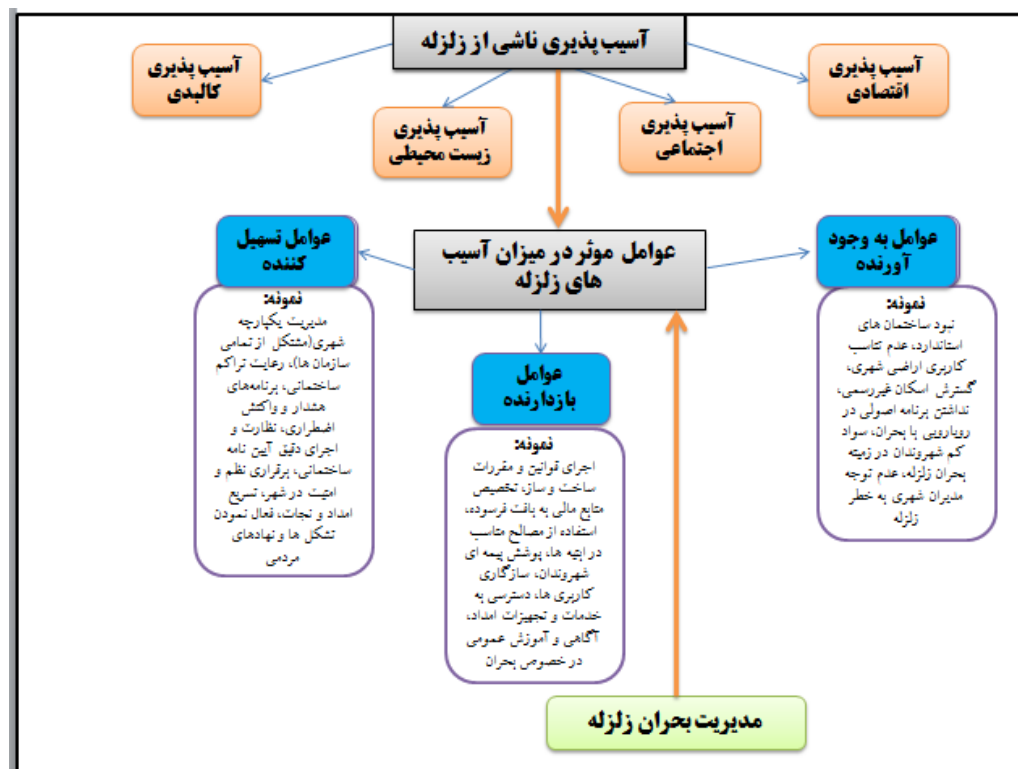 آسیب پذیری ناشی از زلزله
آسیب پذیری
اقتصادی
آسیب پذیری
اجتماعی
آسیب پذیری
زیست محیطی
آسیب پذیری
کالبدی
عوامل موثر در میزان آسیب
های زلزله
عوامل به وجود
آورنده
نمونه:
نبود ساختمان های
استاندارد، عدم تناسب
کاربری اراضی شهری،
گسترش اسکان غیررسمی،
نداشتن برنامه اصولی در
رویارویی با بحران، سواد
کم شهروندان در زمینه
بحران زلزله، عدم توجه
مدیران شهری به خطر
زلزله
عوامل
بازدارنده
نمونه:
اجرای قوانین و مقررات
ساخت و ساز، تخصیص
منابع مالی به بافت فرسوده،
استفاده از مصالح مناسب
در ابنیه ها، پوشش بیمه ای
شهروندان، سازگاری
کاربری ها، دسترسی به
خدمات و تجهیزات امداد،
آگاهی و آموزش عمومی
در خصوص بحران
عوامل تسهیل
کننده
نمونه:
مدیریت یکپارچه
شهری(متشکل از تمامی
سازمان ها)، رعایت تراکم
ساختمانی، برنامه‌های
هشدار و واکنش
اضطراری، نظارت و
اجرای دقیق آیین نامه
ساختمانی، برقراری نظم و
امنیت در شهر، تسریع
امداد و نجات، فعال نمودن
تشکل ها و نهادهای
مردمی
مدیریت بحران زلزله